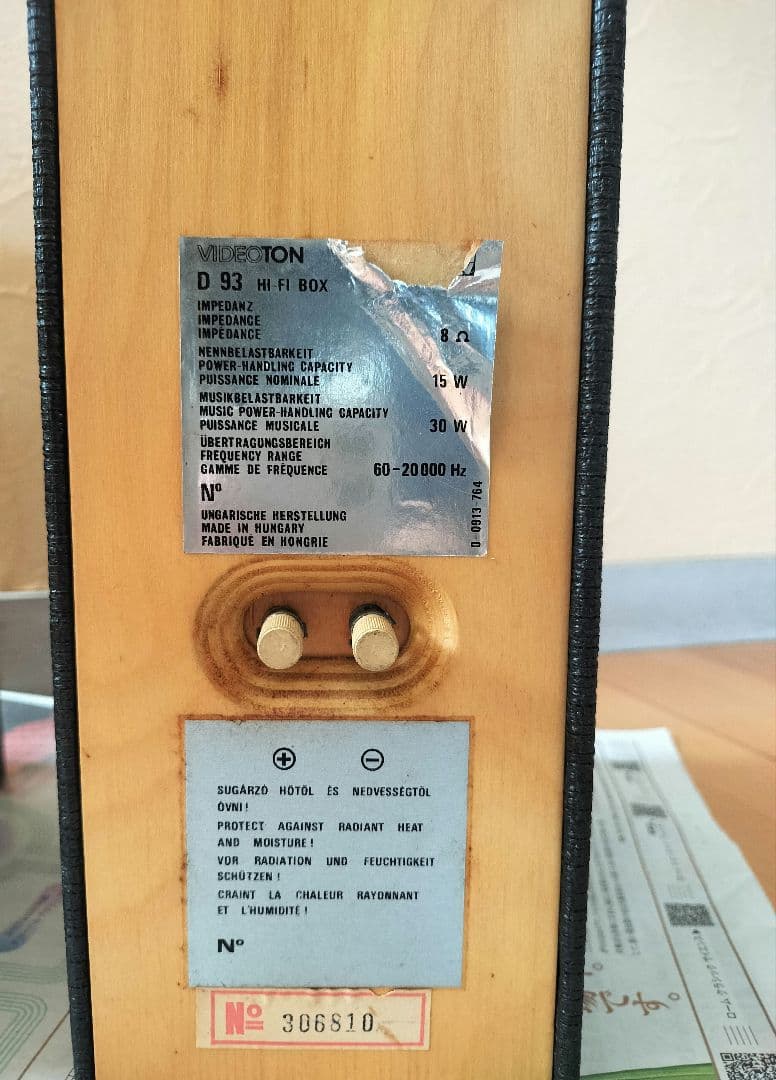 VIDEOTON
D 93 HI-FI BOX
IMPEDANZ
IMPEDANCE
IMPÉDANCE 8 Ω
NENNBELASTBARKEIT
POWER-HANDLING CAPACITY
PUISSANCE NOMINALE 15 W
MUSIKBELASTBARKEIT
MUSIC POWER-HANDLING CAPACITY
PUISSANCE MUSICALE 30 W
ÜBERTRAGUNGSBEREICH
FREQUENCY RANGE
GAMME DE FRÉQUENCE 60-20000 Hz
Nº
UNGARISCHE HERSTELLUNG
MADE IN HUNGARY
FABRIQUÉ EN HONGRIE
D-0913-764
+ −
SUGÁRZÓ HŐTŐL ÉS NEDVESSÉGTŐL
ÓVNI!
PROTECT AGAINST RADIANT HEAT
AND MOISTURE!
VOR RADIATION UND FEUCHTIGKEIT
SCHÜTZEN!
CRAINT LA CHALEUR RAYONNANT
ET L'HUMIDITÉ!
Nº
Nº 306810